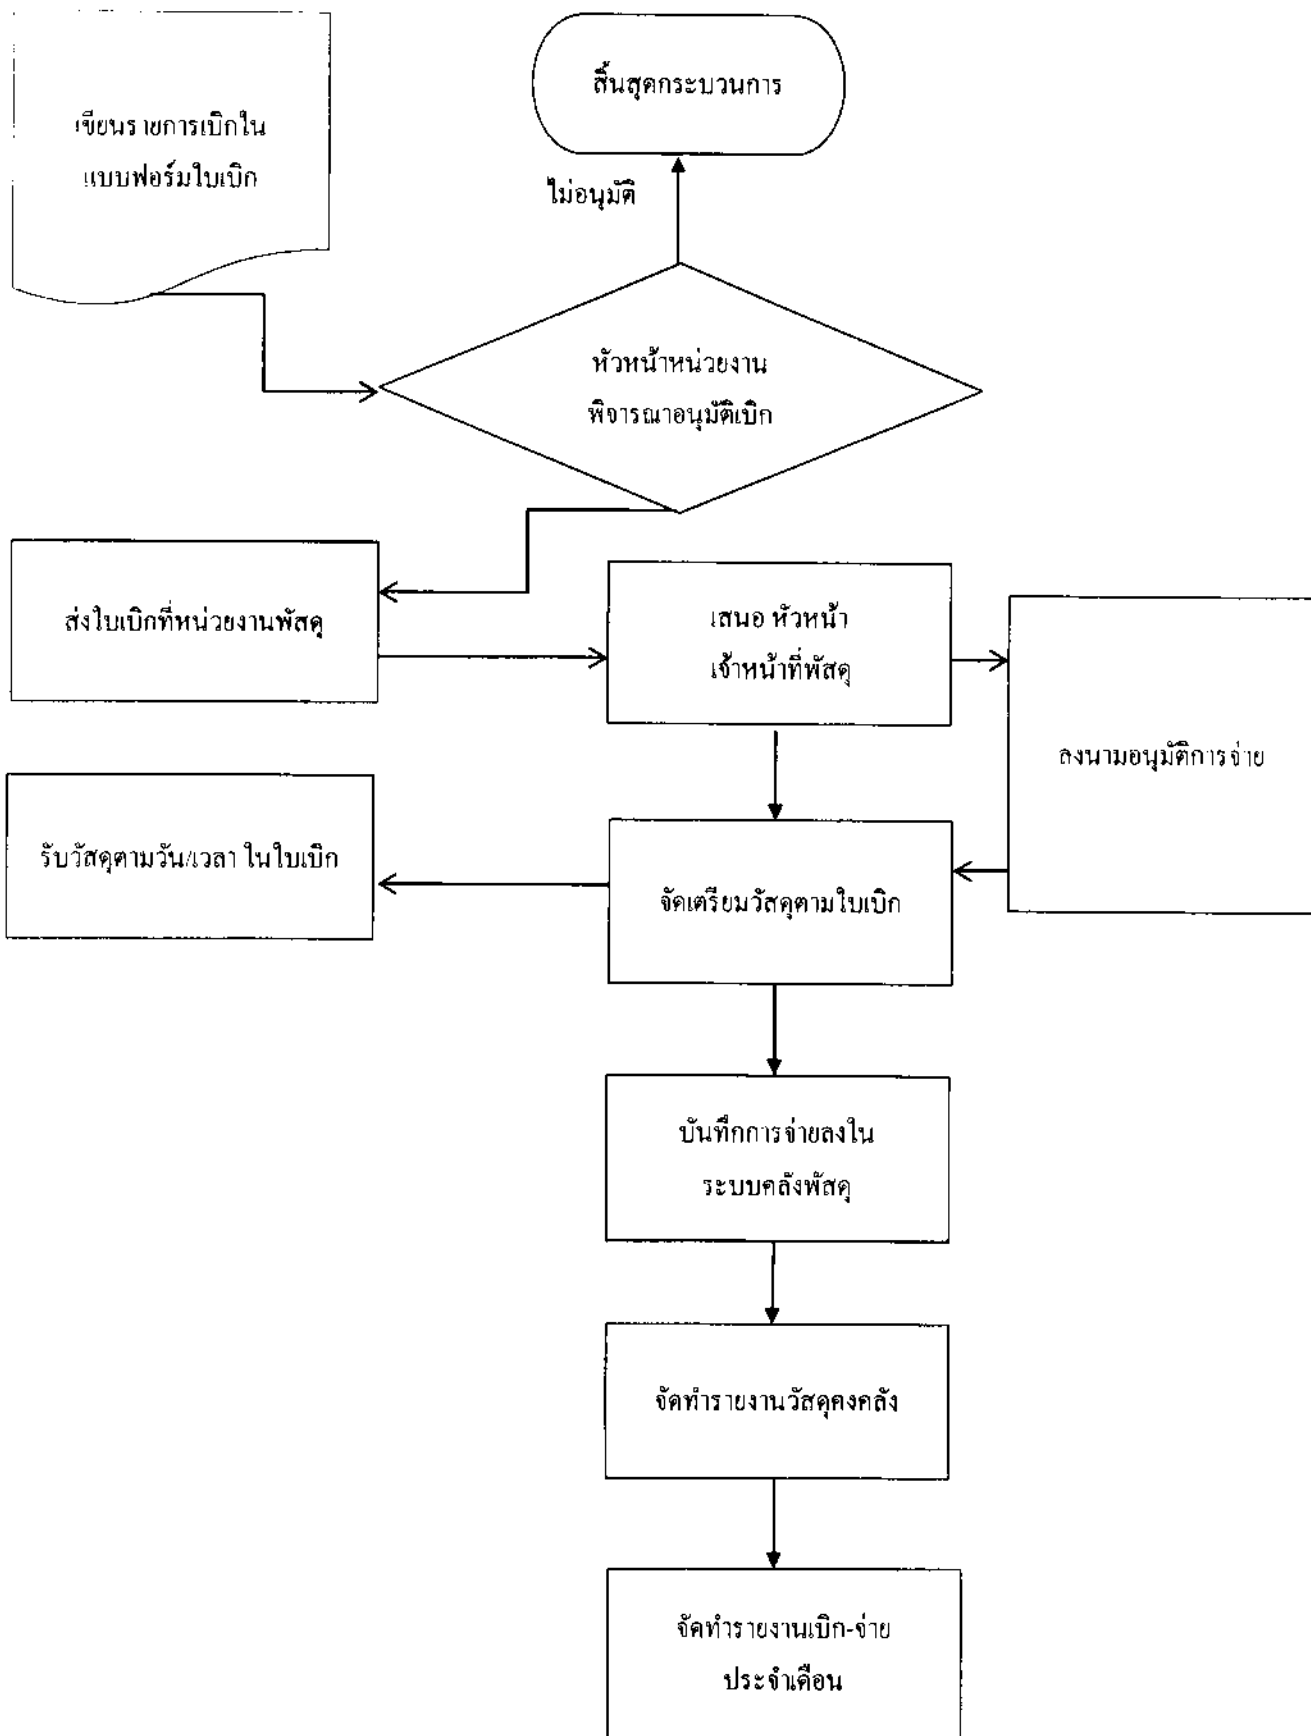 สิ้นสุดกระบวนการ
เขียนรายการเบิกใน
แบบฟอร์มใบเบิก
ไม่อนุมัติ
หัวหน้าหน่วยงาน
พิจารณาอนุมัติเบิก
ส่งใบเบิกที่หน่วยงานพัสดุ
เสนอ หัวหน้า
เจ้าหน้าที่พัสดุ
ลงนามอนุมัติการจ่าย
รับวัสดุตามวัน/เวลา ในใบเบิก
จัดเตรียมวัสดุตามใบเบิก
บันทึกการจ่ายลงใน
ระบบคลังพัสดุ
จัดทำรายงานวัสดุคงคลัง
จัดทำรายงานเบิก-จ่าย
ประจำเดือน